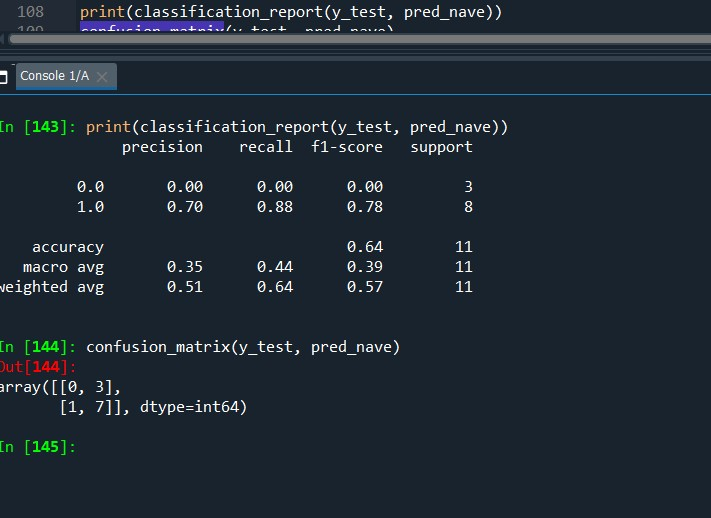 108 print(classification_report(y_test, pred_nave))
109 confusion_matrix(y_test, pred_nave)
Console 1/A
In [143]: print(classification_report(y_test, pred_nave))
precision recall f1-score support
0.0 0.00 0.00 0.00 3
1.0 0.70 0.88 0.78 8
accuracy 0.64 11
macro avg 0.35 0.44 0.39 11
weighted avg 0.51 0.64 0.57 11
In [144]: confusion_matrix(y_test, pred_nave)
Out[144]:
array([[0, 3],
[1, 7]], dtype=int64)
In [145]: